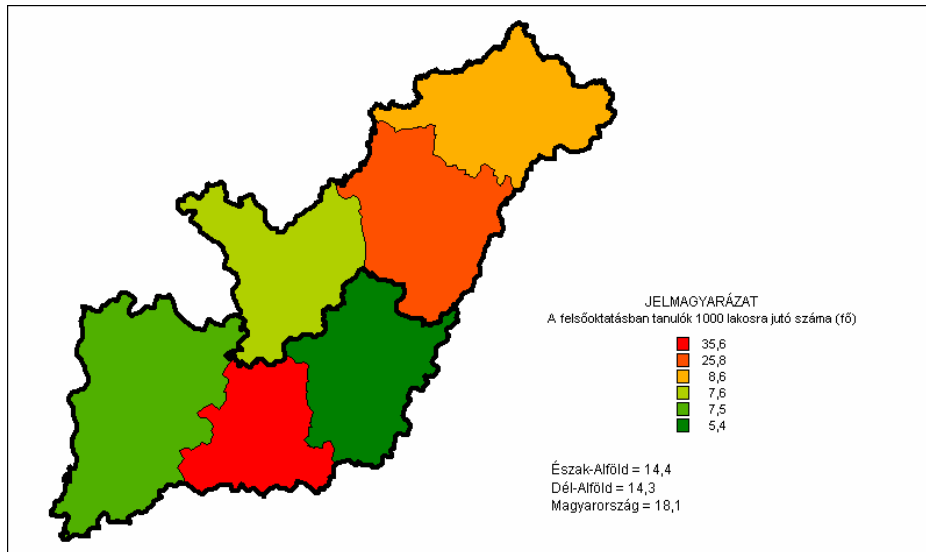 JELMAGYARÁZAT
A felsőoktatásban tanulók 1000 lakosra jutó száma (fő)
35,6
25,8
8,6
7,6
7,5
5,4
Észak-Alföld = 14,4
Dél-Alföld = 14,3
Magyarország = 18,1